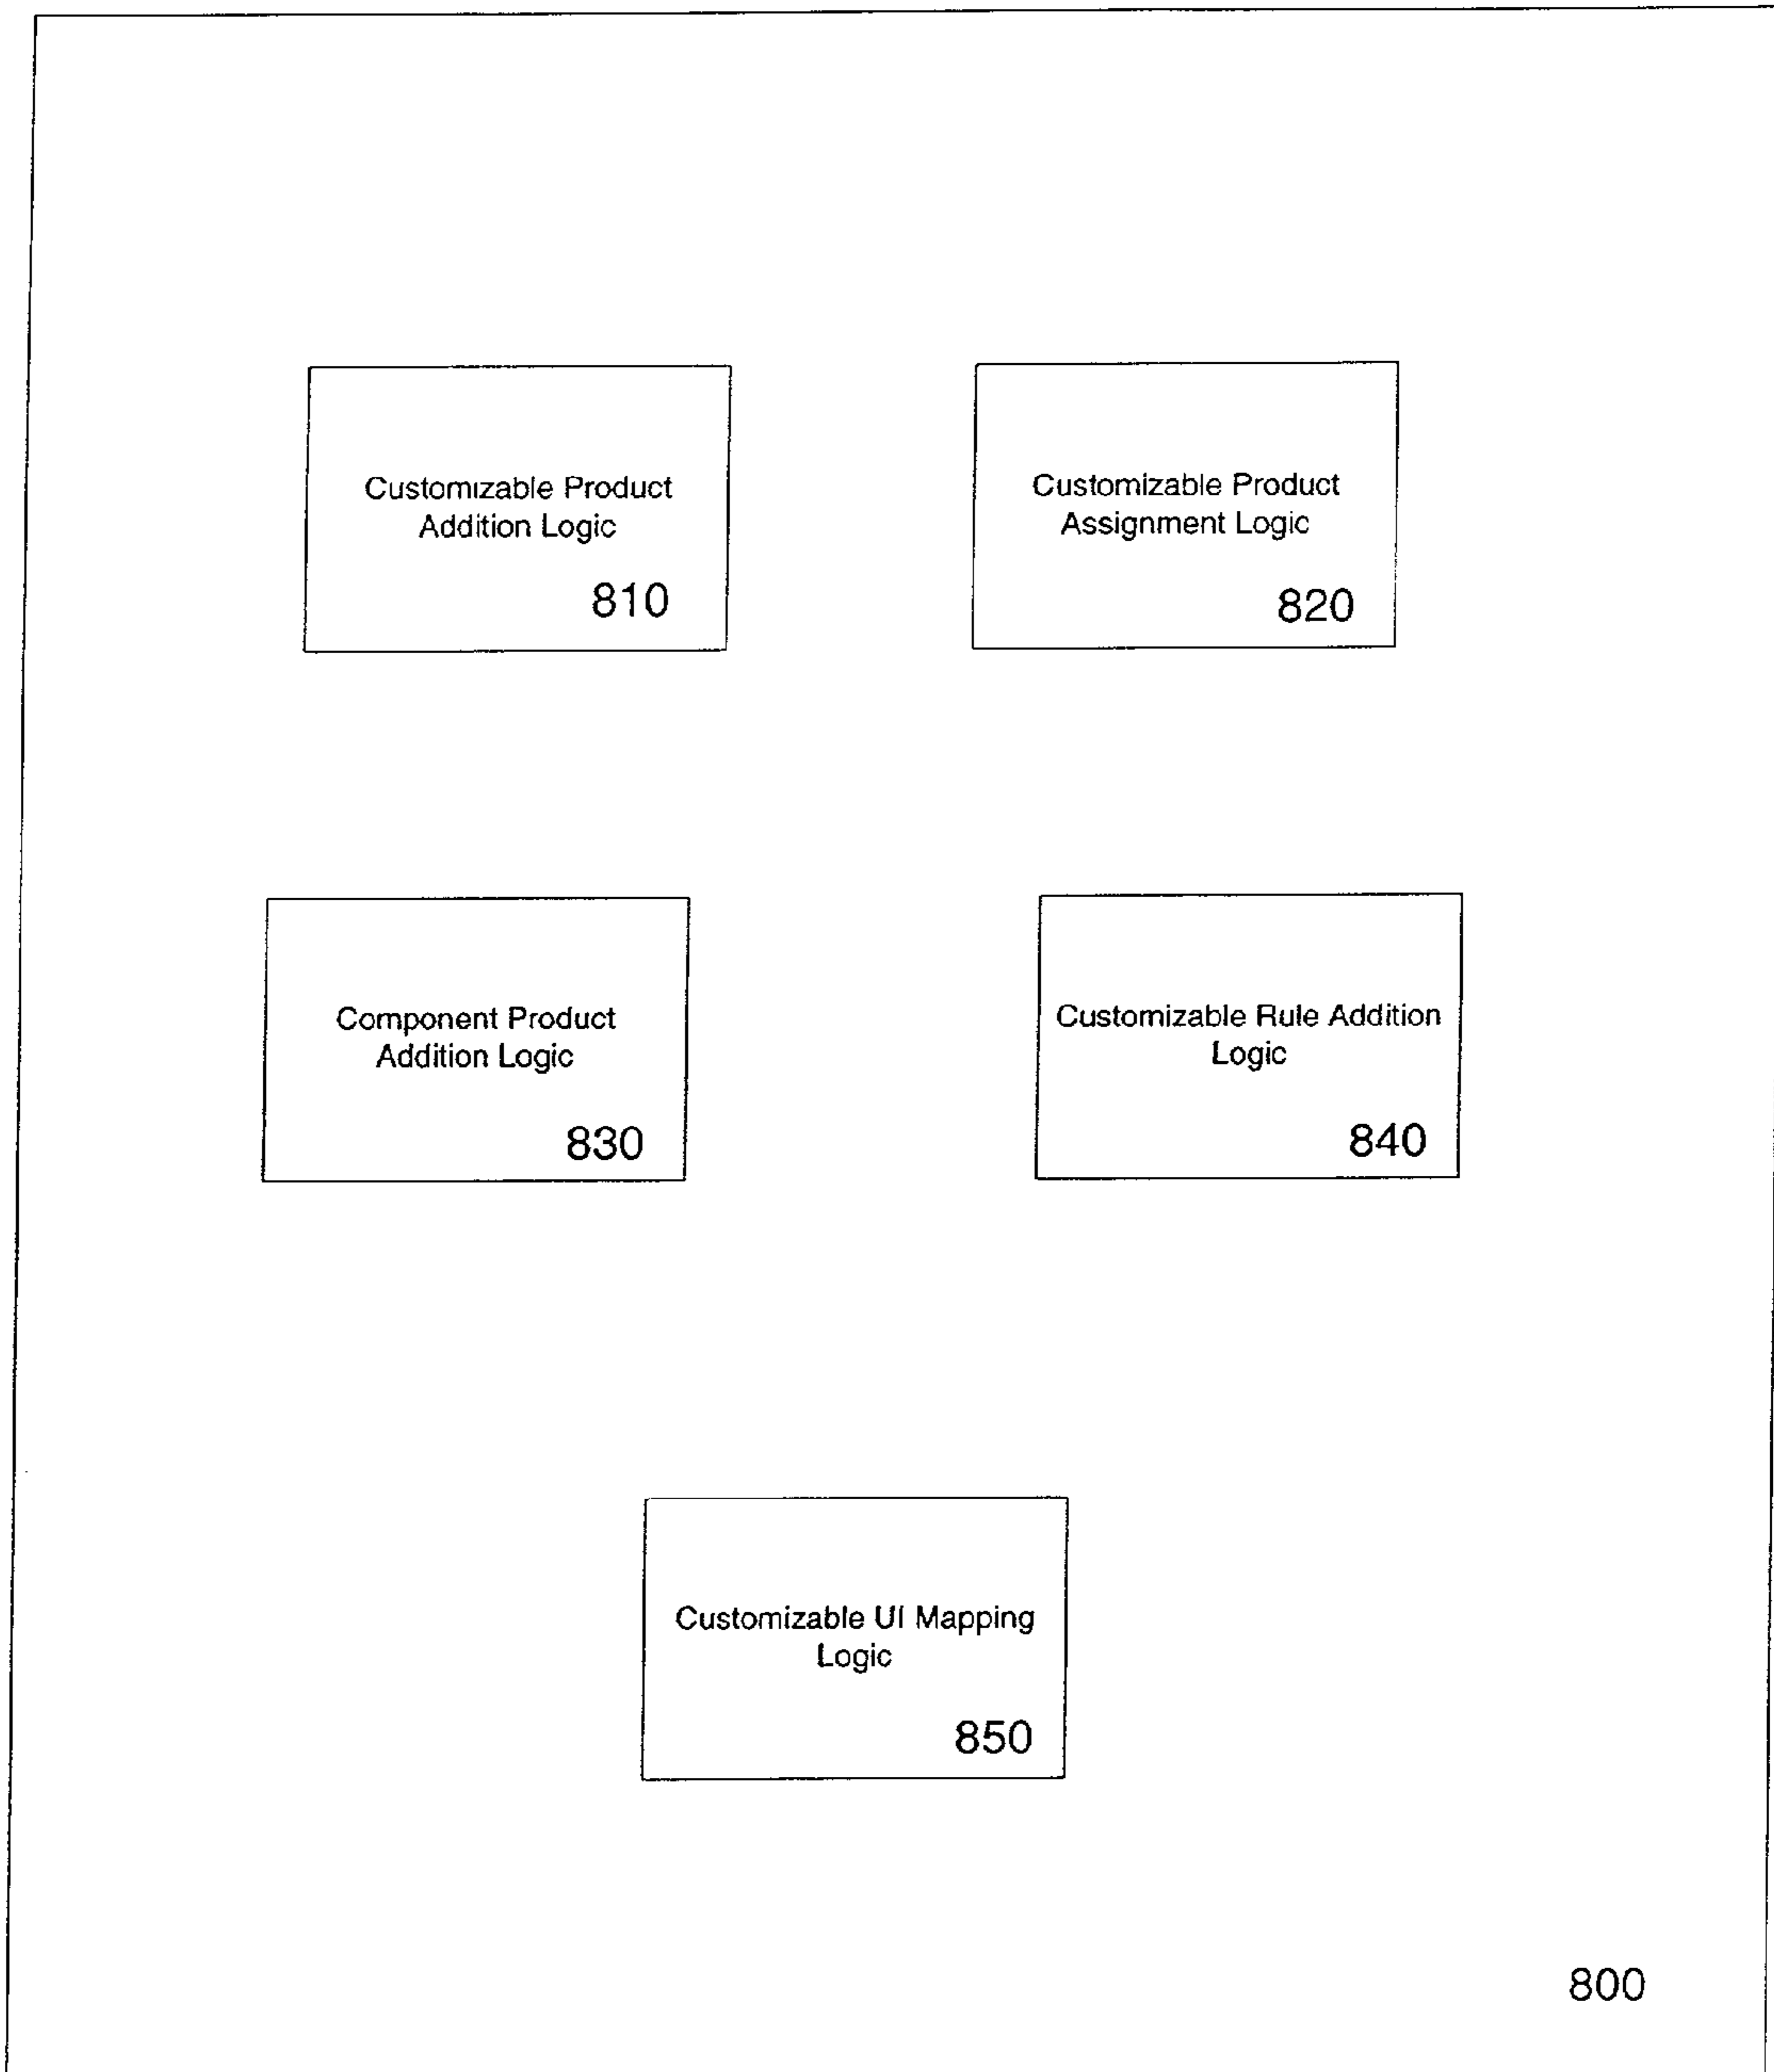 Customizable Product
Addition Logic
810
Customizable Product
Assignment Logic
820
Component Product
Addition Logic
830
Customizable Rule Addition
Logic
840
Customizable UI Mapping
Logic
850
800